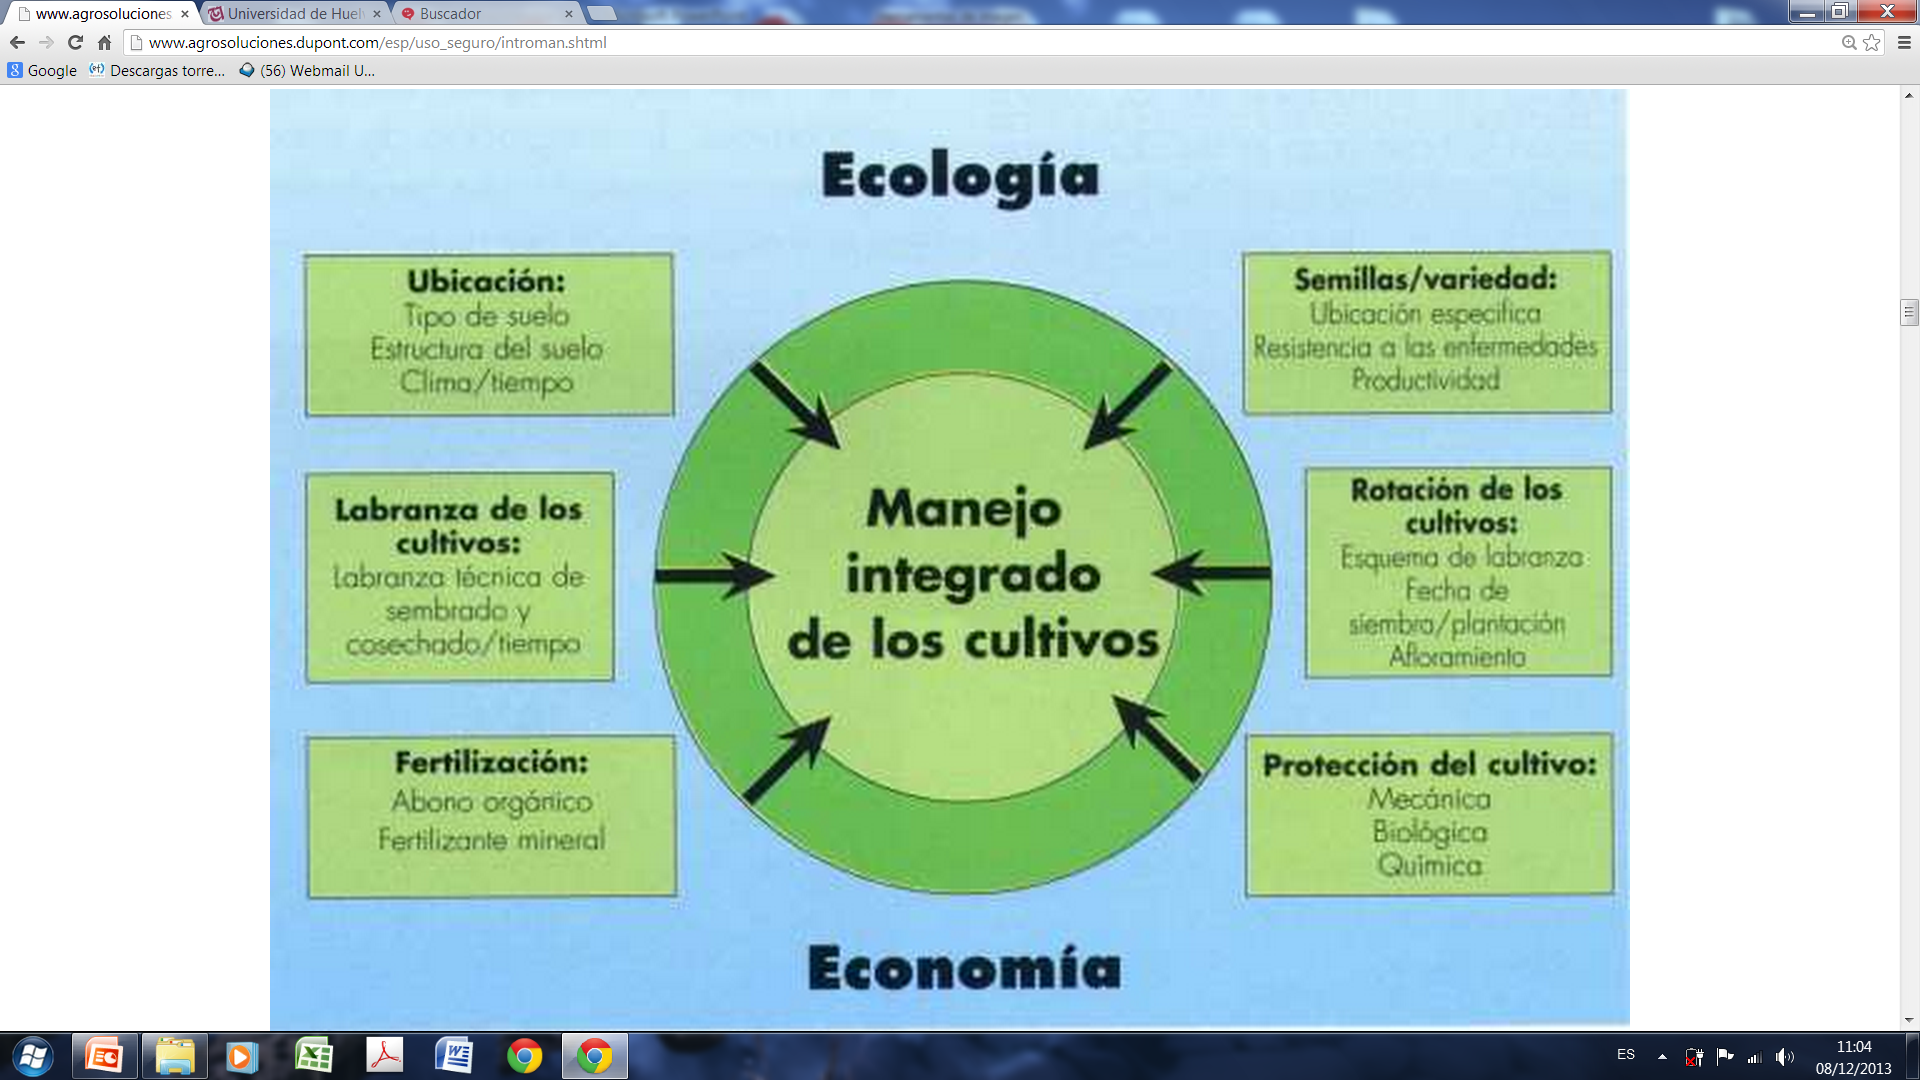 www.agrosoluciones
Universidad de Huelv
Buscador
www.agrosoluciones.dupont.com/esp/uso_seguro/introman.shtml
Google
Descargas torre...
(56) Webmail U...
Ecología
Ubicación:
Tipo de suelo
Estructura del suelo
Clima/tiempo
Semillas/variedad:
Ubicación especifica
Resistencia a las enfermedades
Productividad
Labranza de los
cultivos:
Labranza técnica de
sembrado y
cosechado/tiempo
Manejo
integrado
de los cultivos
Rotación de los
cultivos:
Esquema de labranza
Fecha de
siembra/plantación
Afloramiento
Fertilización:
Abono orgánico
Fertilizante mineral
Protección del cultivo:
Mecánica
Biológica
Química
Economía
ES
11:04
08/12/2013